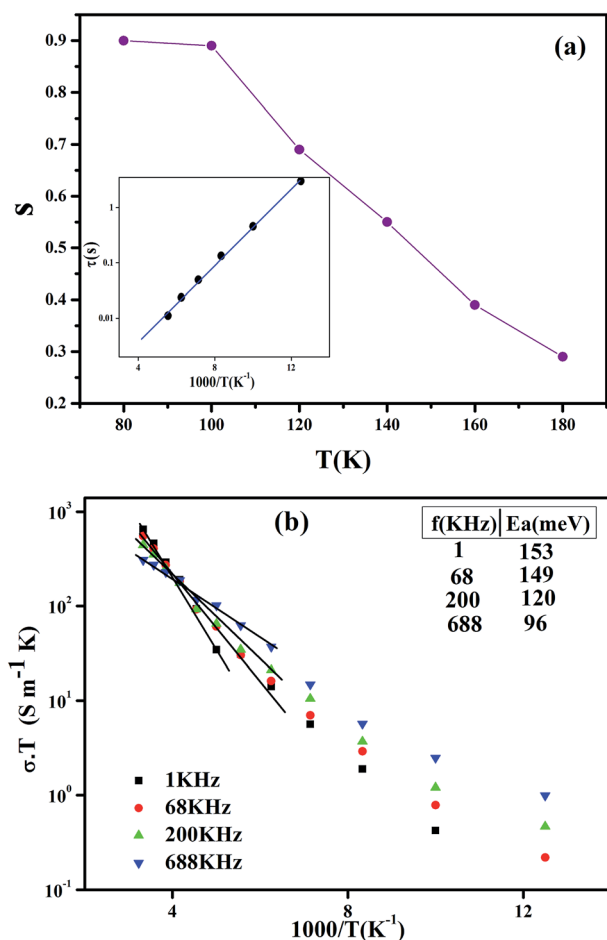 (a)
0.9
0.8
0.7
0.6
0.5
0.4
0.3
0.2
S
80 100 120 140 160 180
T(K)
1
0.1
0.01
τ(s)
4 8 12
1000/T(K⁻¹)
(b)
10³
10²
10¹
10⁰
10⁻¹
σ.T (S m⁻¹ K)
f(KHz) Ea(meV)
1 153
68 149
200 120
688 96
1KHz
68KHz
200KHz
688KHz
4 8 12
1000/T(K⁻¹)